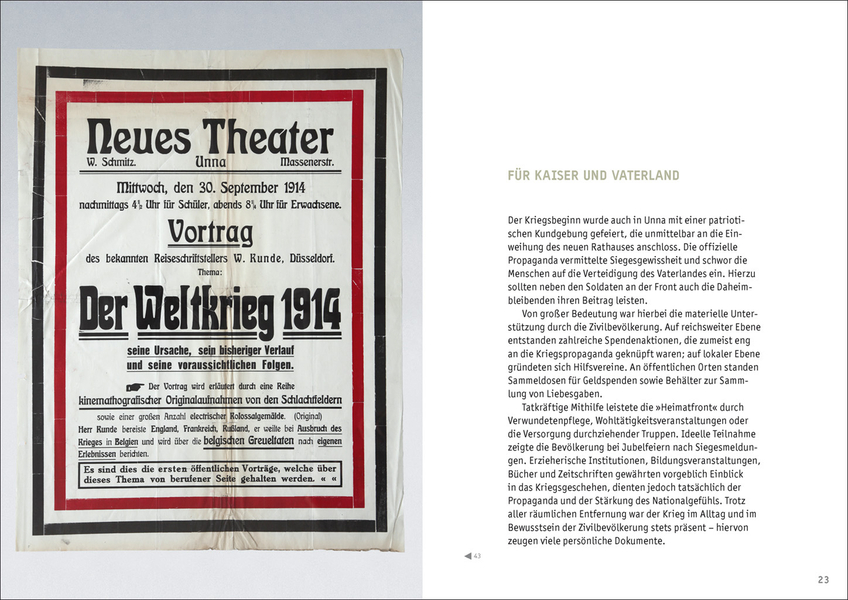 Neues Theater
W. Schmitz. Unna Massenerstr.
Mittwoch, den 30. September 1914
nachmittags 4½ Uhr für Schüler, abends 8¼ Uhr für Erwachsene.
Vortrag
des bekannten Reiseschriftstellers W. Kunde, Düsseldorf.
Thema:
Der Weltkrieg 1914
seine Ursache, sein bisheriger Verlauf
und seine voraussichtlichen Folgen.
Der Vortrag wird erläutert durch eine Reihe
kinemathografischer Originalaufnahmen von den Schlachtfeldern
sowie einer großen Anzahl electrischer Kolossalgemälde. (Original)
Herr Kunde bereiste England, Frankreich, Rußland, er weilte bei Ausbruch des
Krieges in Belgien und wird über die belgischen Greueltaten nach eigenen
Erlebnissen berichten.
Es sind dies die ersten öffentlichen Vorträge, welche über
dieses Thema von berufener Seite gehalten werden. « «
FÜR KAISER UND VATERLAND
Der Kriegsbeginn wurde auch in Unna mit einer patrioti-
schen Kundgebung gefeiert, die unmittelbar an die Ein-
weihung des neuen Rathauses anschloss. Die offizielle
Propaganda vermittelte Siegesgewissheit und schwor die
Menschen auf die Verteidigung des Vaterlandes ein. Hierzu
sollten neben den Soldaten an der Front auch die Daheim-
bleibenden ihren Beitrag leisten.
Von großer Bedeutung war hierbei die materielle Unter-
stützung durch die Zivilbevölkerung. Auf reichsweiter Ebene
entstanden zahlreiche Spendenaktionen, die zumeist eng
an die Kriegspropaganda geknüpft waren; auf lokaler Ebene
gründeten sich Hilfsvereine. An öffentlichen Orten standen
Sammeldosen für Geldspenden sowie Behälter zur Samm-
lung von Liebesgaben.
Tatkräftige Mithilfe leistete die »Heimatfront« durch
Verwundetenpflege, Wohltätigkeitsveranstaltungen oder
die Versorgung durchziehender Truppen. Ideelle Teilnahme
zeigte die Bevölkerung bei Jubelfeiern nach Siegesmeldun-
gen. Erzieherische Institutionen, Bildungsveranstaltungen,
Bücher und Zeitschriften gewährten vorgeblich Einblick
in das Kriegsgeschehen, dienten jedoch tatsächlich der
Propaganda und der Stärkung des Nationalgefühls. Trotz
aller räumlichen Entfernung war der Krieg im Alltag und im
Bewusstsein der Zivilbevölkerung stets präsent – hiervon
zeugen viele persönliche Dokumente.
◀ 43
23